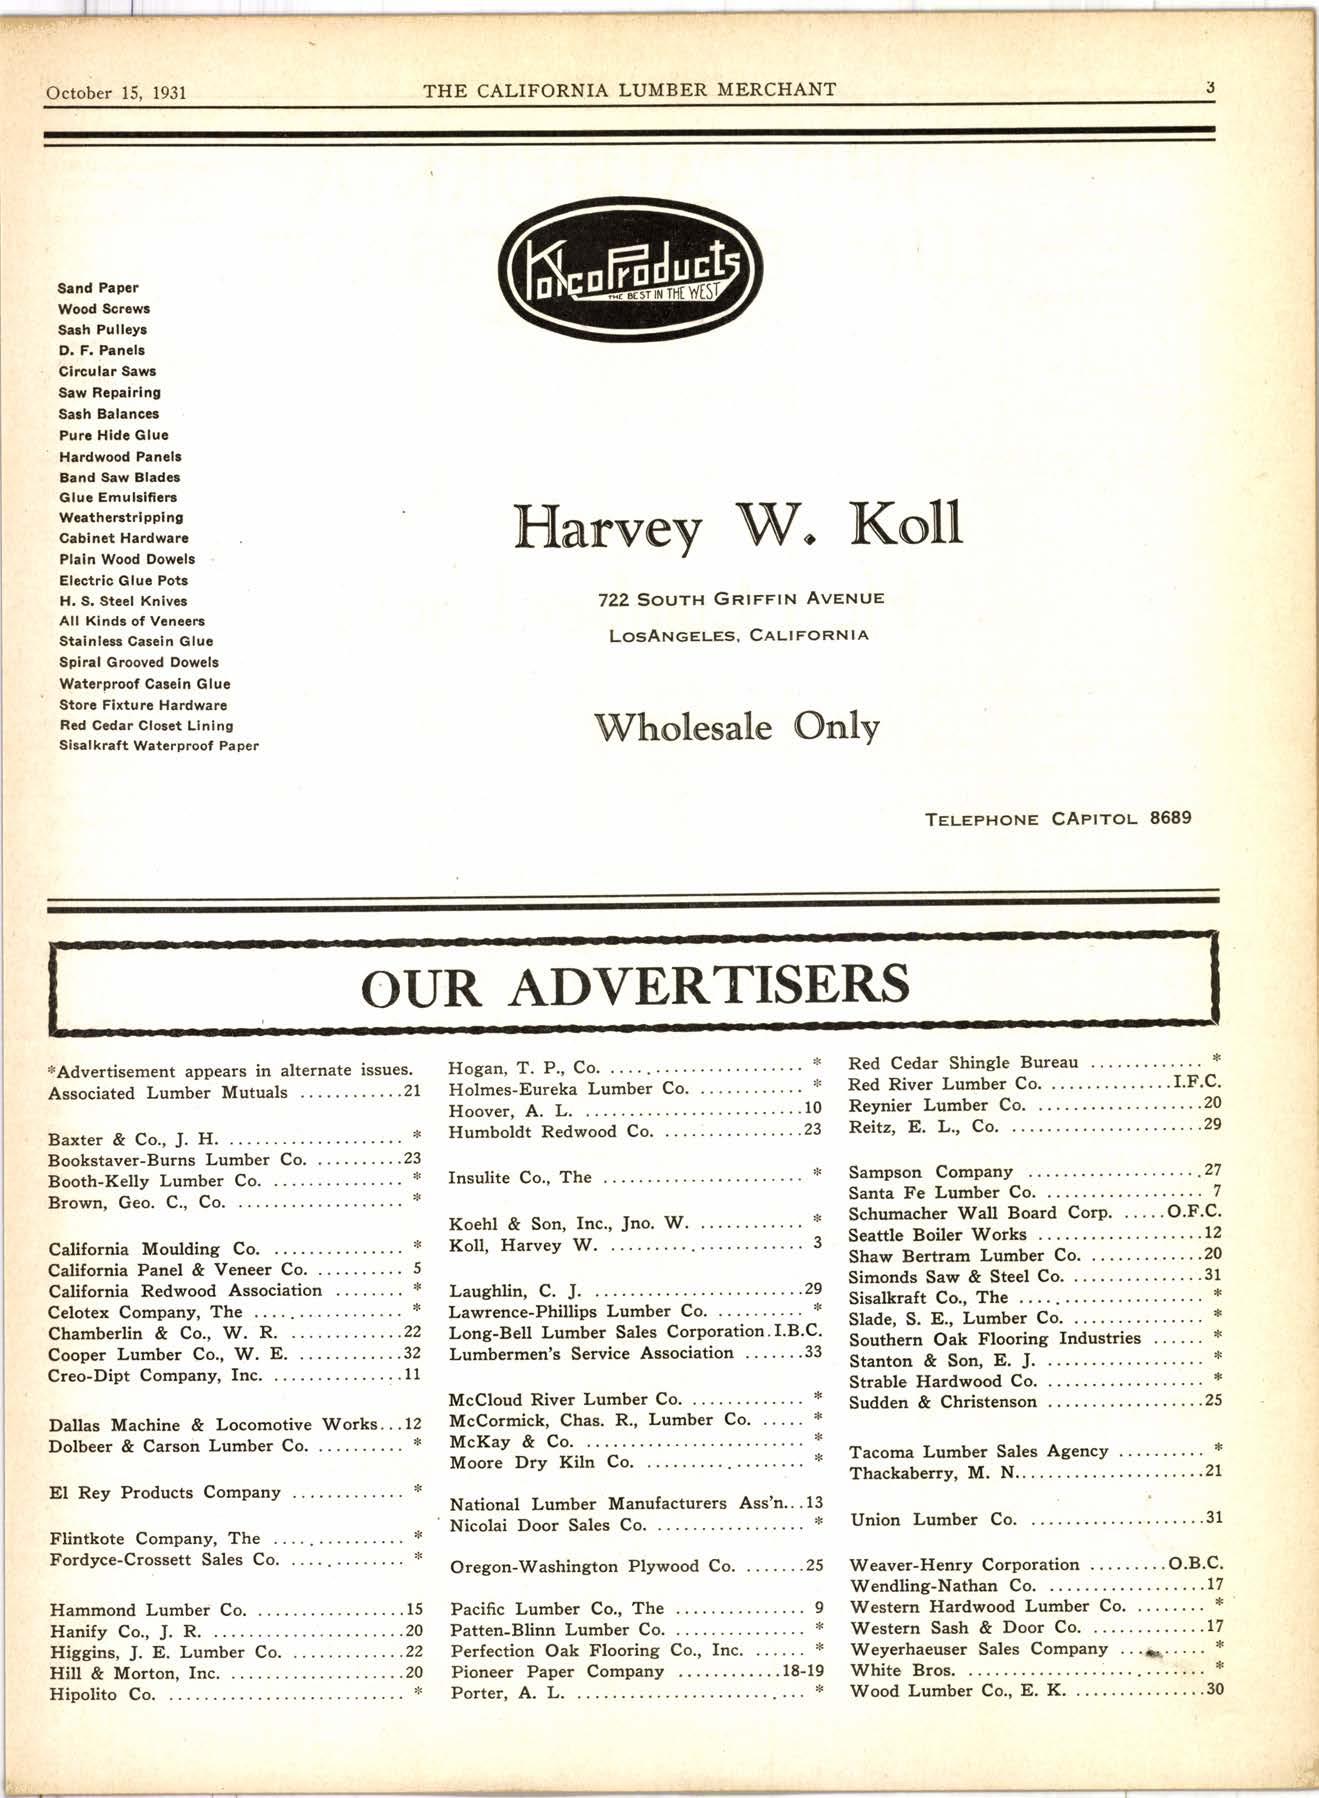 October 15, 1931 THE CALIFORNIA LUMBER MERCHANT 3
KolcoProducts
THE BEST IN THE WEST
Sand Paper
Wood Screws
Sash Pulleys
D. F. Panels
Circular Saws
Saw Repairing
Sash Balances
Pure Hide Glue
Hardwood Panels
Band Saw Blades
Glue Emulsifiers
Weatherstripping
Cabinet Hardware
Plain Wood Dowels
Electric Glue Pots
H. S. Steel Knives
All Kinds of Veneers
Stainless Casein Glue
Spiral Grooved Dowels
Waterproof Casein Glue
Store Fixture Hardware
Red Cedar Closet Lining
Sisalkraft Waterproof Paper
Harvey W. Koll
722 SOUTH GRIFFIN AVENUE
LOSANGELES, CALIFORNIA
Wholesale Only
TELEPHONE CAPITOL 8689
OUR ADVERTISERS
*Advertisement appears in alternate issues.
Associated Lumber Mutuals ............21
Baxter & Co., J. H. .................... *
Bookstaver-Burns Lumber Co. ..........23
Booth-Kelly Lumber Co. ............... *
Brown, Geo. C., Co. ................... *
California Moulding Co. ............... *
California Panel & Veneer Co. .......... 5
California Redwood Association ........ *
Celotex Company, The ................. *
Chamberlin & Co., W. R. .............22
Cooper Lumber Co., W. E. ............32
Creo-Dipt Company, Inc. ...............11
Dallas Machine & Locomotive Works...12
Dolbeer & Carson Lumber Co. .......... *
El Rey Products Company ............. *
Flintkote Company, The ............... *
Fordyce-Crossett Sales Co. ............. *
Hammond Lumber Co. .................15
Hanify Co., J. R. ......................20
Higgins, J. E. Lumber Co. .............22
Hill & Morton, Inc. ....................20
Hipolito Co. ........................... *
Hogan, T. P., Co. ...................... *
Holmes-Eureka Lumber Co. ............ *
Hoover, A. L. .........................10
Humboldt Redwood Co. ................23
Insulite Co., The ....................... *
Koehl & Son, Inc., Jno. W. ............ *
Koll, Harvey W. ...................... 3
Laughlin, C. J. ........................29
Lawrence-Phillips Lumber Co. .......... *
Long-Bell Lumber Sales Corporation.I.B.C.
Lumbermen's Service Association .......33
McCloud River Lumber Co. ............. *
McCormick, Chas. R., Lumber Co. ..... *
McKay & Co. ......................... *
Moore Dry Kiln Co. .................. *
National Lumber Manufacturers Ass'n...13
Nicolai Door Sales Co. ................. *
Oregon-Washington Plywood Co. .......25
Pacific Lumber Co., The ............... 9
Patten-Blinn Lumber Co. ............... *
Perfection Oak Flooring Co., Inc. ...... *
Pioneer Paper Company ............18-19
Porter, A. L. .......................... *
Red Cedar Shingle Bureau ............. *
Red River Lumber Co. ..............I.F.C.
Reynier Lumber Co. ...................20
Reitz, E. L., Co. ......................29
Sampson Company ....................27
Santa Fe Lumber Co. .................. 7
Schumacher Wall Board Corp. .....O.F.C.
Seattle Boiler Works ...................12
Shaw Bertram Lumber Co. .............20
Simonds Saw & Steel Co. ...............31
Sisalkraft Co., The ..................... *
Slade, S. E., Lumber Co. ............... *
Southern Oak Flooring Industries ...... *
Stanton & Son, E. J. .................. *
Strable Hardwood Co. .................. *
Sudden & Christenson ..................25
Tacoma Lumber Sales Agency .......... *
Thackaberry, M. N......................21
Union Lumber Co. ....................31
Weaver-Henry Corporation .........O.B.C.
Wendling-Nathan Co. ..................17
Western Hardwood Lumber Co. ........ *
Western Sash & Door Co. .............17
Weyerhaeuser Sales Company .......... *
White Bros. ........................... *
Wood Lumber Co., E. K. ...............30